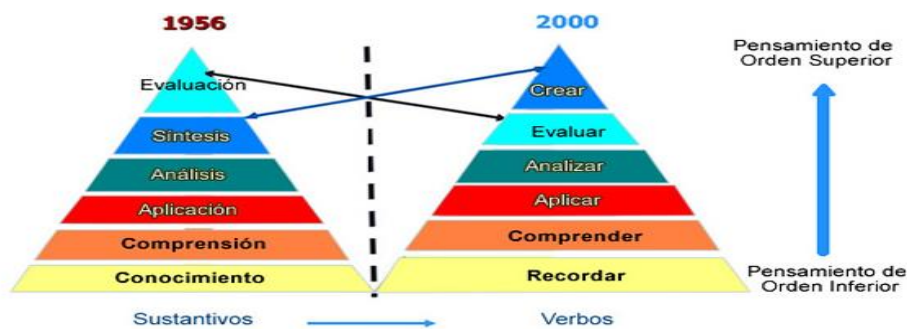 1956
Evaluación
Síntesis
Análisis
Aplicación
Comprensión
Conocimiento
Sustantivos
2000
Crear
Evaluar
Analizar
Aplicar
Comprender
Recordar
Verbos
Pensamiento de
Orden Superior
Pensamiento de
Orden Inferior